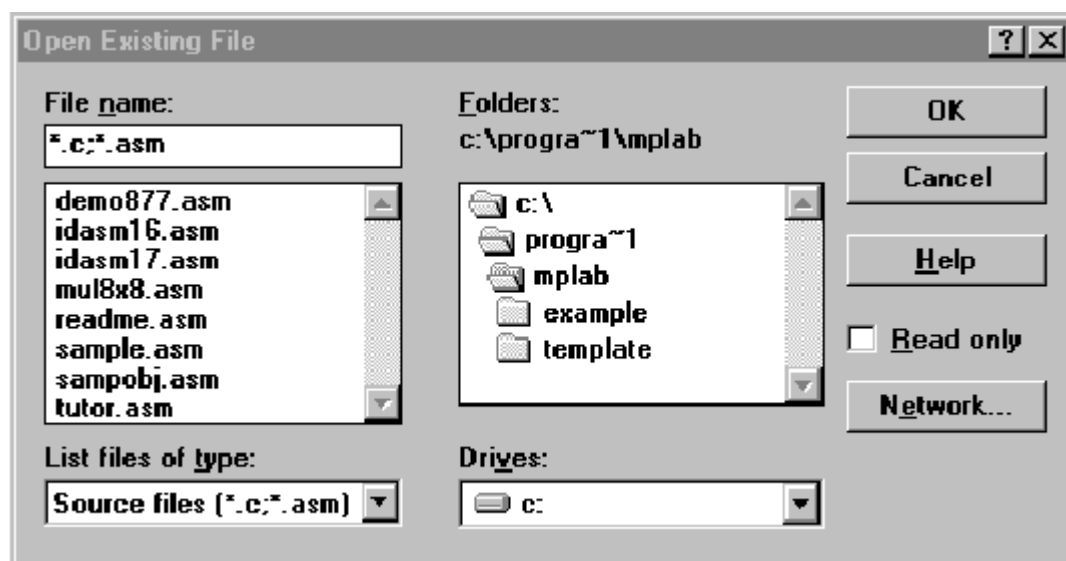 Open Existing File
File name:
*.c;*.asm
demo877.asm
idasm16.asm
idasm17.asm
mul8x8.asm
readme.asm
sample.asm
sampobj.asm
tutor.asm
List files of type:
Source files (*.c;*.asm)
Folders:
c:\progra~1\mplab
c:\
progra~1
mplab
example
template
Drives:
c:
OK
Cancel
Help
Read only
Network...